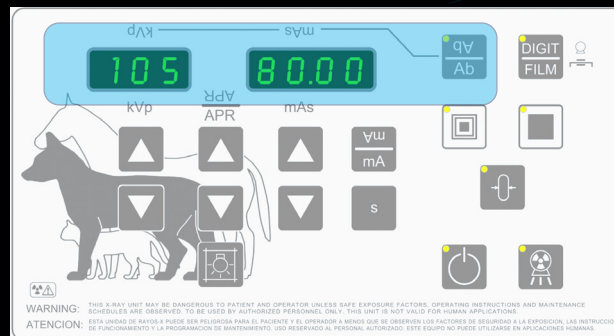 kVp mAs
105 80.00
Ab
Ab
DIGIT
FILM
kVp
APR
APR
mAs
mA
mA
s
WARNING: THIS X-RAY UNIT MAY BE DANGEROUS TO PATIENT AND OPERATOR UNLESS SAFE EXPOSURE FACTORS, OPERATING INSTRUCTIONS AND MAINTENANCE
SCHEDULES ARE OBSERVED. TO BE USED BY AUTHORIZED PERSONNEL ONLY. THIS UNIT IS NOT VALID FOR HUMAN APPLICATIONS.
ATENCION: ESTA UNIDAD DE RAYOS-X PUEDE SER PELIGROSA PARA EL PACIENTE Y EL OPERADOR A MENOS QUE SE OBSERVEN LOS FACTORES DE SEGURIDAD A LA EXPOSICION, LAS INSTRUCC
DE FUNCIONAMIENTO Y LA PROGRAMACION DE MANTENIMIENTO. USO RESERVADO AL PERSONAL AUTORIZADO. ESTE EQUIPO NO PUEDE UTILIZARSE EN APLICACIONES HUMANAS.